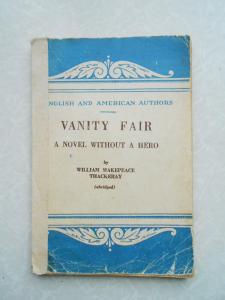 NGLISH AND AMERICAN AUTHORS
VANITY FAIR
A NOVEL WITHOUT A HERO
by
WILLIAM MAKEPEACE
THACKERAY
(abridged)